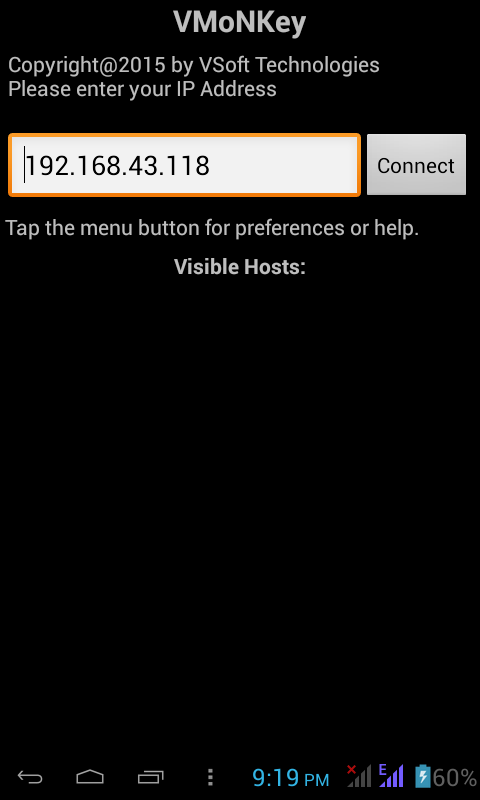 VMoNKey
Copyright@2015 by VSoft Technologies
Please enter your IP Address
192.168.43.118
Connect
Tap the menu button for preferences or help.
Visible Hosts:
9:19 PM
E
60%